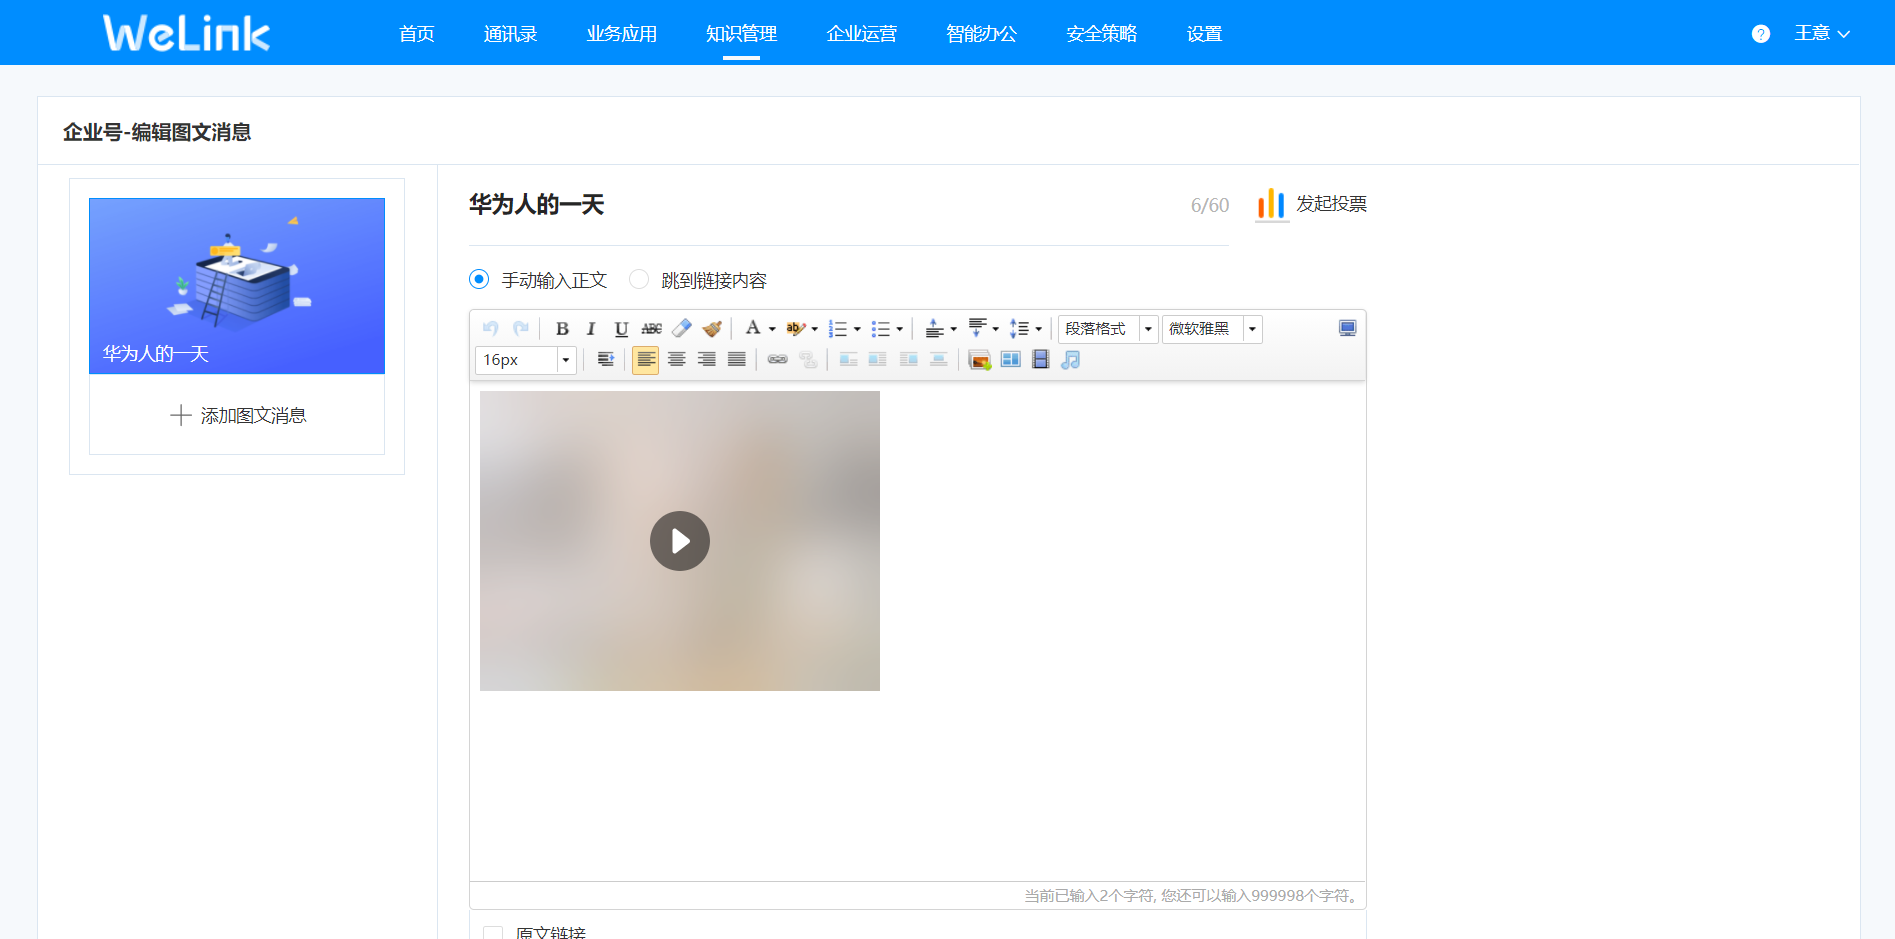 WeLink
首页 通讯录 业务应用 知识管理 企业运营 智能办公 安全策略 设置
? 王意
企业号-编辑图文消息
华为人的一天
添加图文消息
华为人的一天
6/60
发起投票
手动输入正文 跳到链接内容
B I U ABC A ab 段落格式 微软雅黑
16px
当前已输入2个字符, 您还可以输入999998个字符。
原文链接